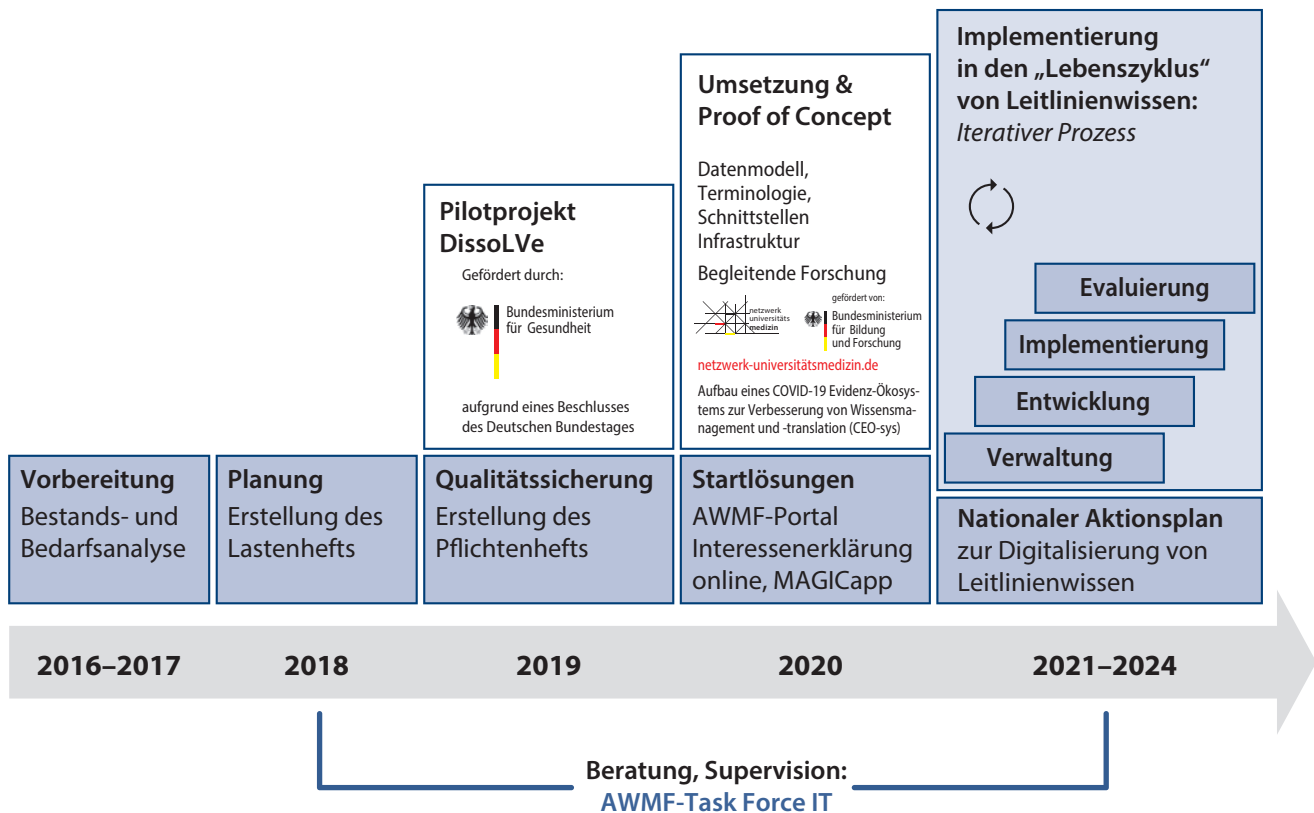 Vorbereitung
Bestands- und
Bedarfsanalyse
Planung
Erstellung des
Lastenhefts
Pilotprojekt
DissoLVe
Gefördert durch:
Bundesministerium
für Gesundheit
aufgrund eines Beschlusses
des Deutschen Bundestages
Qualitätssicherung
Erstellung des
Pflichtenhefts
Umsetzung &
Proof of Concept
Datenmodell,
Terminologie,
Schnittstellen
Infrastruktur
Begleitende Forschung
netzwerk
universitäts
medizin
gefördert von:
Bundesministerium
für Bildung
und Forschung
netzwerk-universitätsmedizin.de
Aufbau eines COVID-19 Evidenz-Ökosys-
tems zur Verbesserung von Wissensma-
nagement und -translation (CEO-sys)
Startlösungen
AWMF-Portal
Interessenerklärung
online, MAGICapp
Implementierung
in den „Lebenszyklus“
von Leitlinienwissen:
Iterativer Prozess
Evaluierung
Implementierung
Entwicklung
Verwaltung
Nationaler Aktionsplan
zur Digitalisierung von
Leitlinienwissen
2016–2017
2018
2019
2020
2021–2024
Beratung, Supervision:
AWMF-Task Force IT